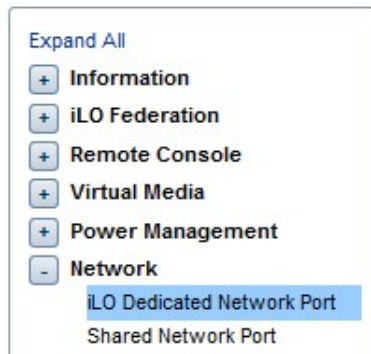 Expand All
+ Information
+ iLO Federation
+ Remote Console
+ Virtual Media
+ Power Management
- Network
iLO Dedicated Network Port
Shared Network Port